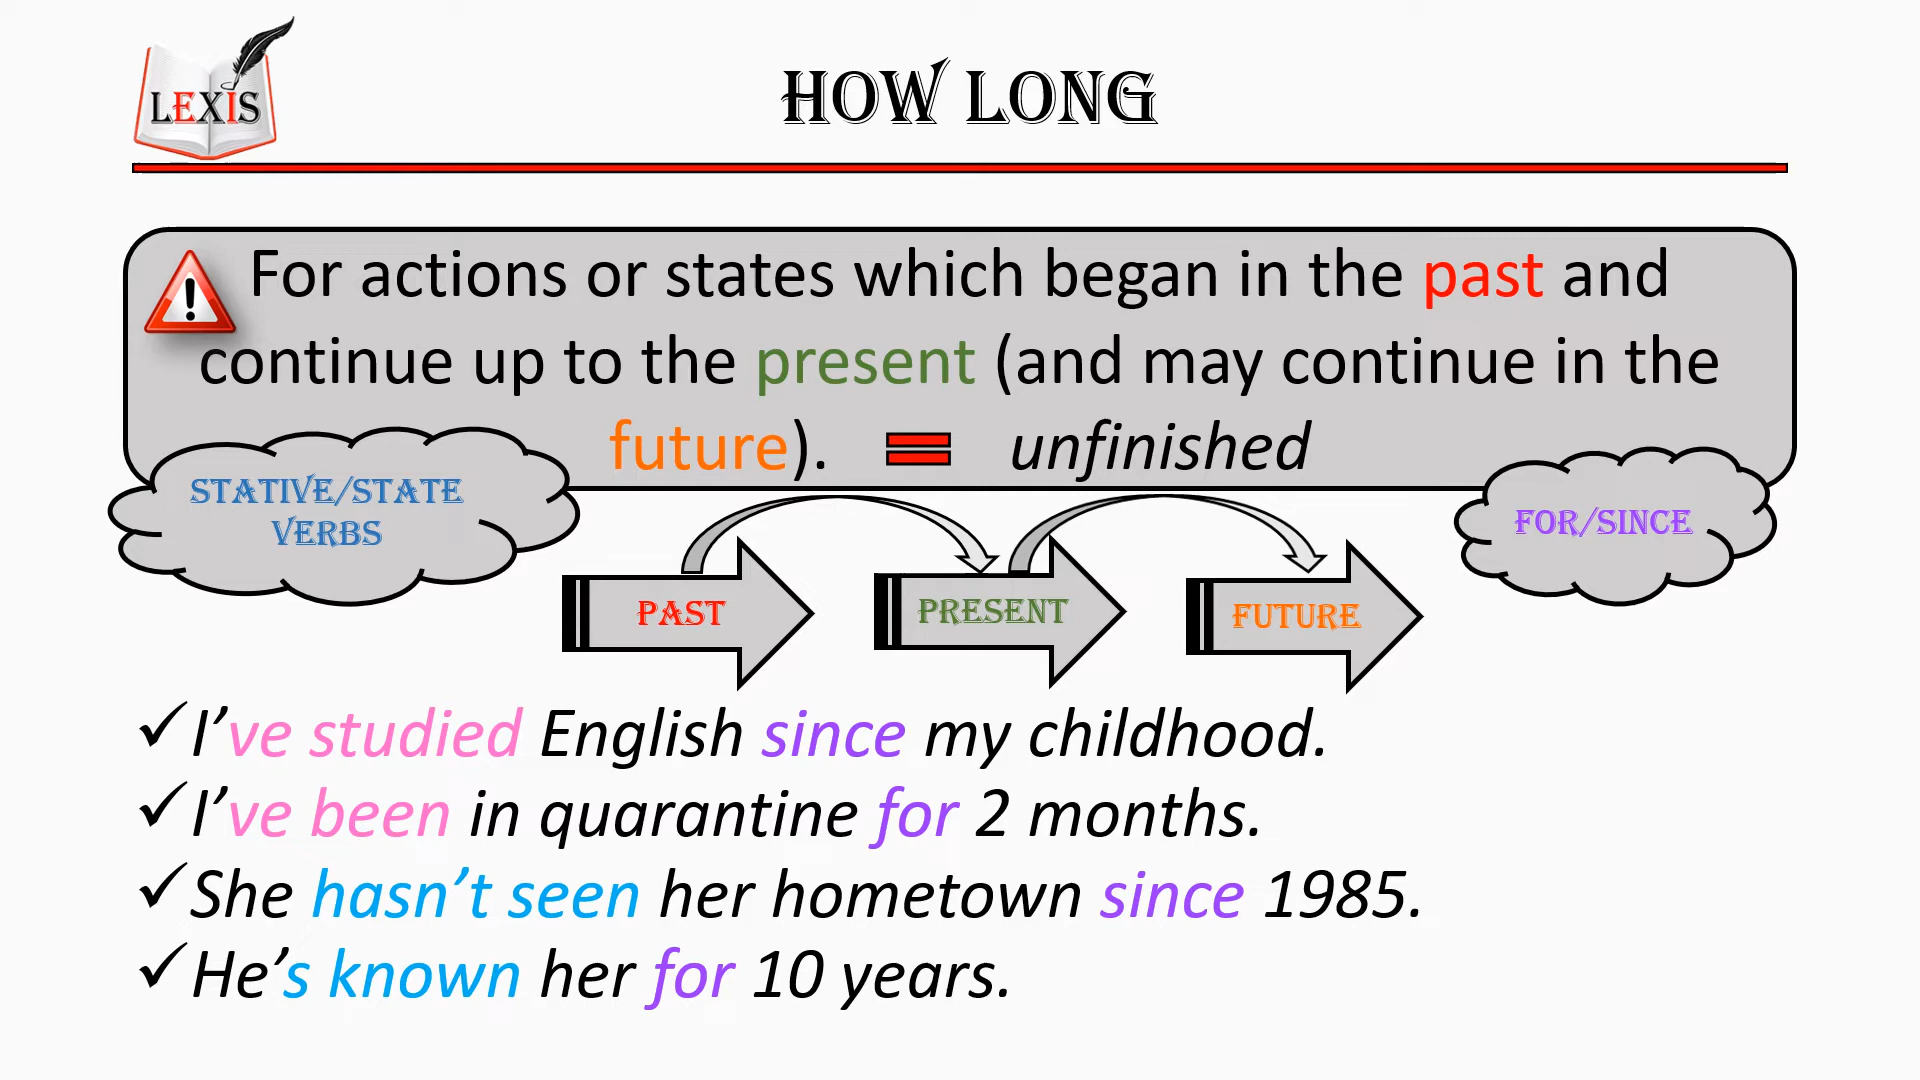 LEXIS
HOW LONG
For actions or states which began in the past and
continue up to the present (and may continue in the
future). = unfinished
STATIVE/STATE
VERBS
FOR/SINCE
PAST
PRESENT
FUTURE
✓I've studied English since my childhood.
✓I've been in quarantine for 2 months.
✓She hasn't seen her hometown since 1985.
✓He's known her for 10 years.